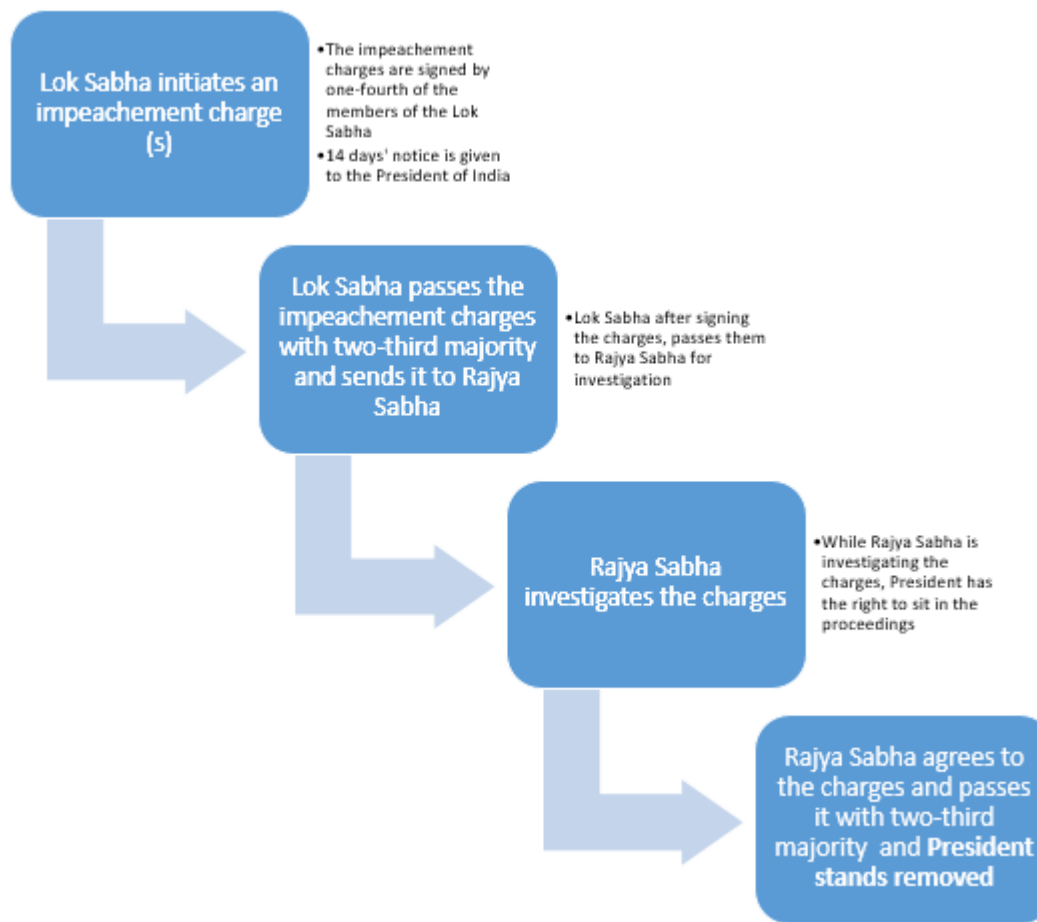 Lok Sabha initiates an
impeachement charge
(s)
•The impeachement
charges are signed by
one-fourth of the
members of the Lok
Sabha
•14 days' notice is given
to the President of India
Lok Sabha passes the
impeachement charges
with two-third majority
and sends it to Rajya
Sabha
•Lok Sabha after signing
the charges, passes them
to Rajya Sabha for
investigation
Rajya Sabha
investigates the charges
•While Rajya Sabha is
investigating the
charges, President has
the right to sit in the
proceedings
Rajya Sabha agrees to
the charges and passes
it with two-third
majority and President
stands removed